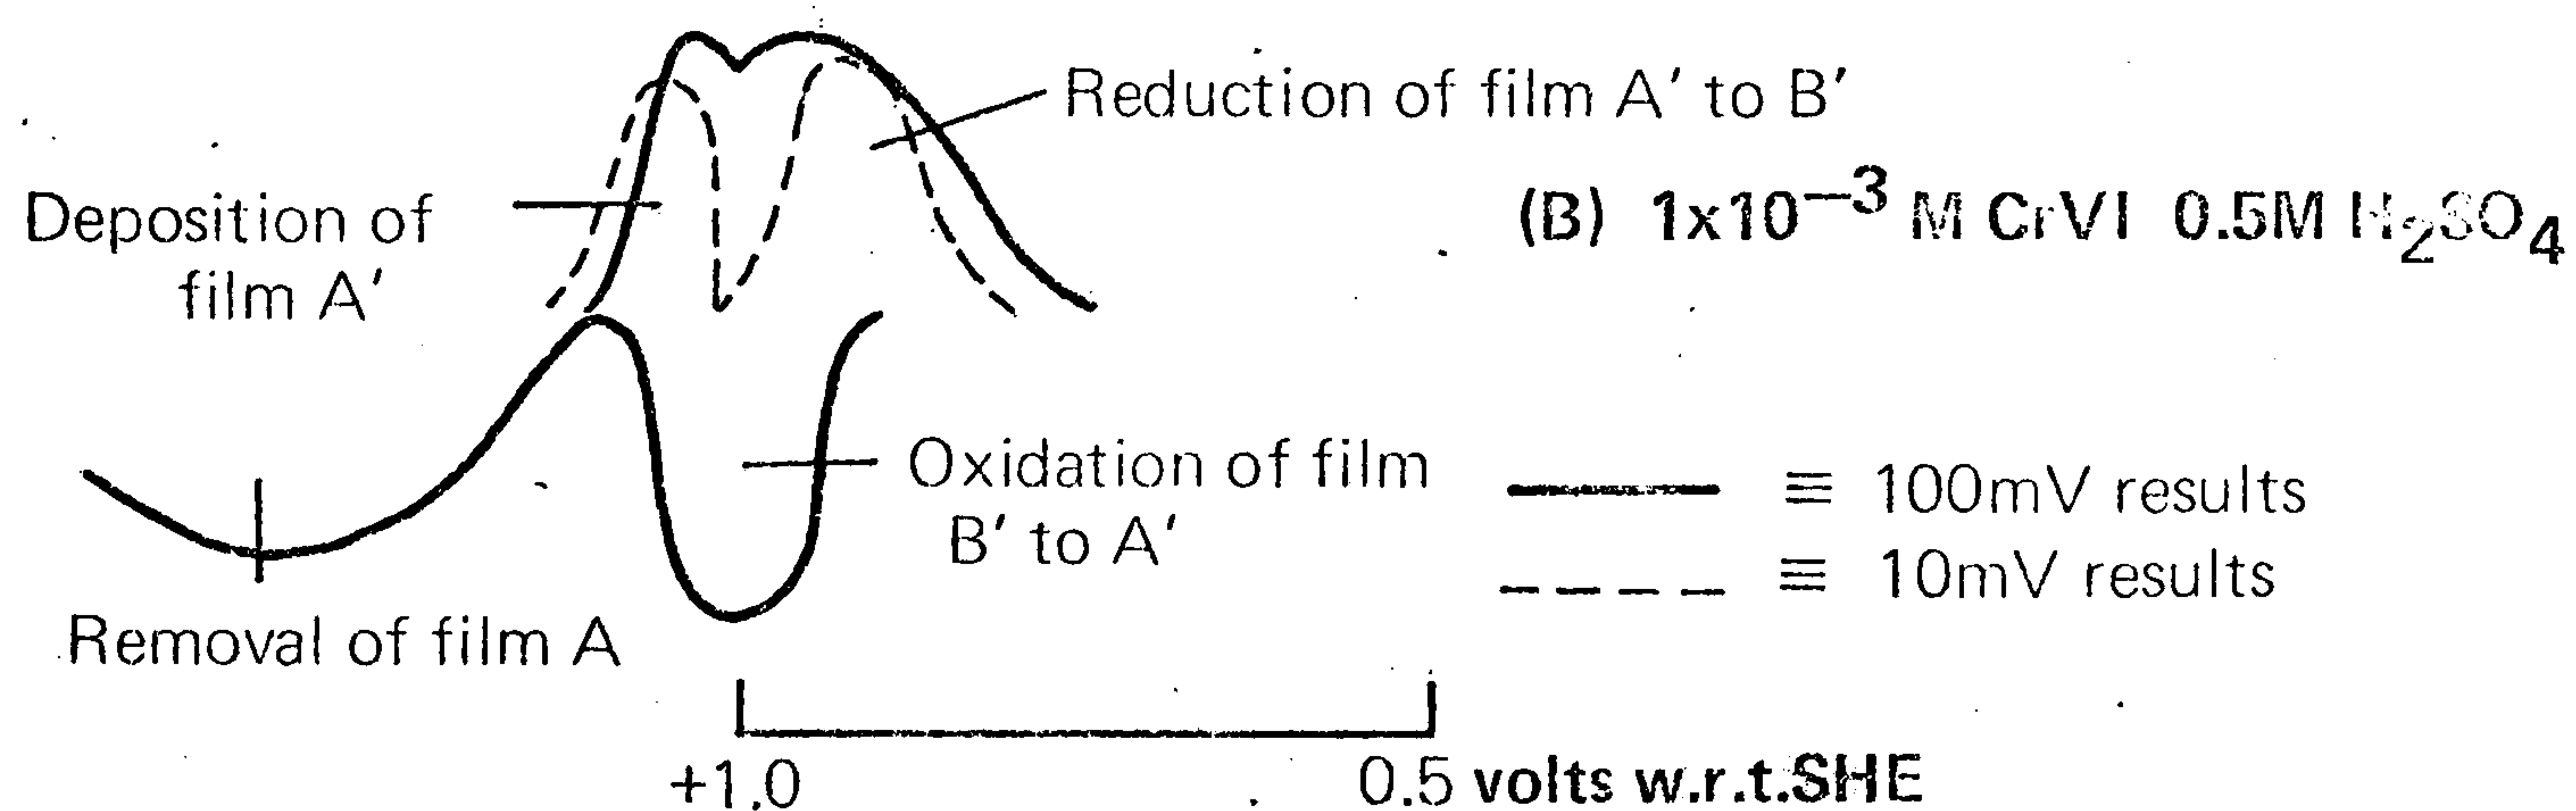 Reduction of film A′ to B′
Deposition of
film A′
(B) 1x10−3 M CrVI 0.5M H2SO4
Oxidation of film
B′ to A′
≡ 100mV results
≡ 10mV results
Removal of film A
+1.0
0.5 volts w.r.t.SHE